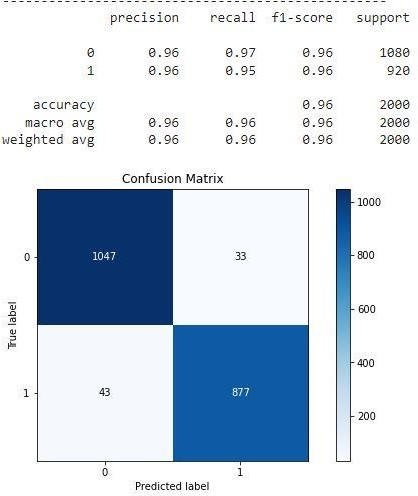 precision recall f1-score support
0 0.96 0.97 0.96 1080
1 0.96 0.95 0.96 920
accuracy 0.96 2000
macro avg 0.96 0.96 0.96 2000
weighted avg 0.96 0.96 0.96 2000
Confusion Matrix
1000
0 1047 33
800
True label
600
400
1 43 877
200
0 1
Predicted label